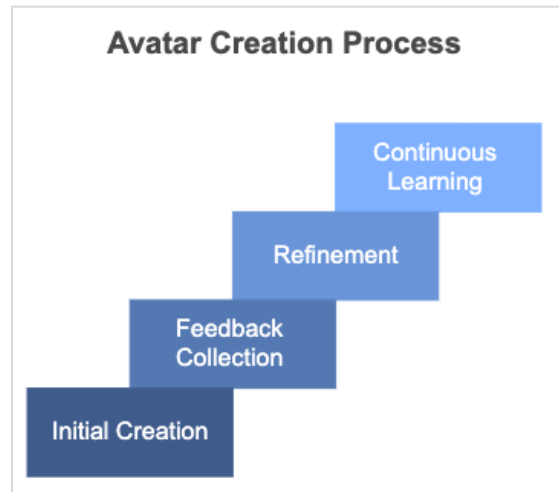 Avatar Creation Process
Continuous
Learning
Refinement
Feedback
Collection
Initial Creation